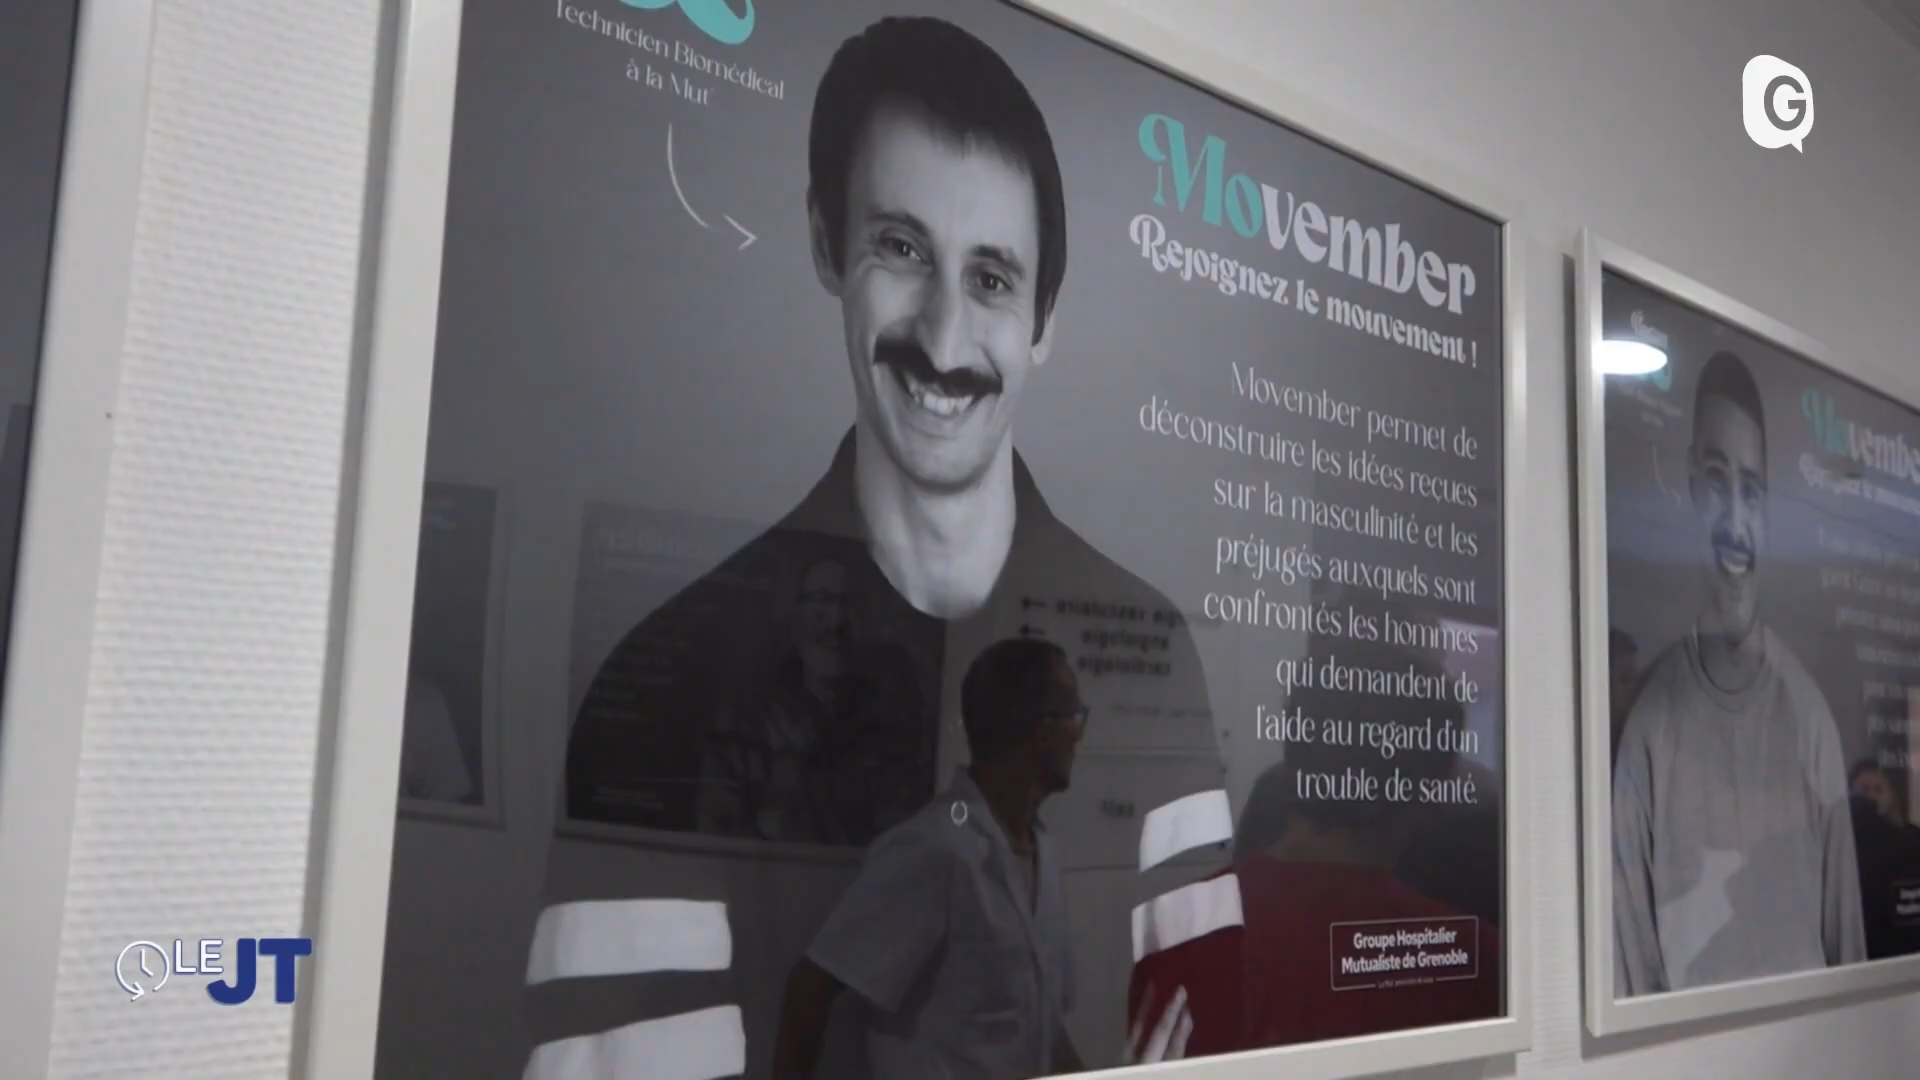 Technicien Biomédical
à la Mut'
Movember
Rejoignez le mouvement !
Movember permet de
déconstruire les idées reçues
sur la masculinité et les
préjugés auxquels sont
confrontés les hommes
qui demandent de
l'aide au regard d'un
trouble de santé.
Groupe Hospitalier
Mutualiste de Grenoble
Movembe
G
LE JT